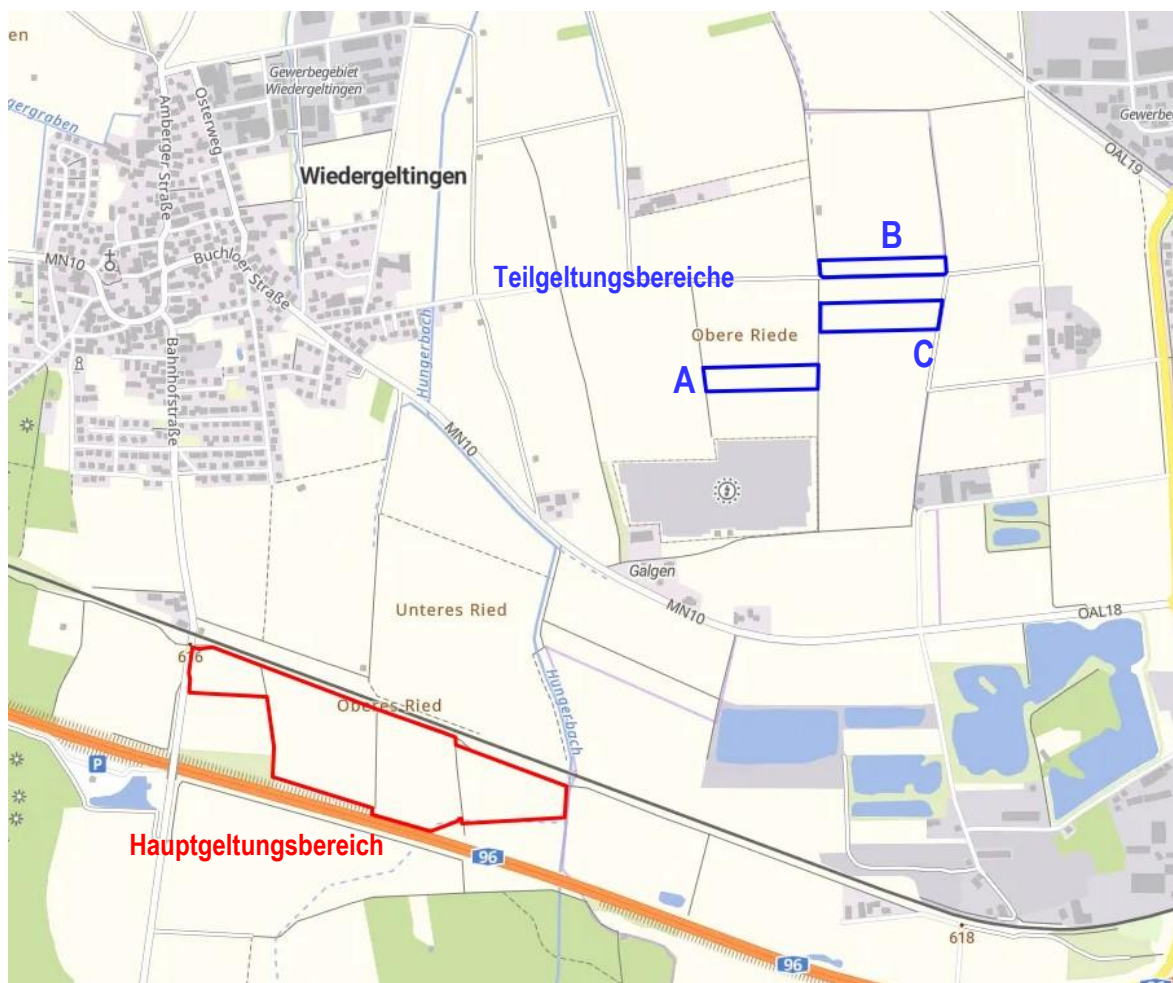 en
Gewerbegebiet
Wiedergeltingen
Osterweg
Amberger Straße
Gewerbe
OAL19
Wiedergeltingen
MN10
Buchloer Straße
B
Teilgeltungsbereiche
Hungerbach
Obere Riede
C
A
Bahnhofstraße
MN10
Galgen
MN10
OAL18
Unteres Ried
616
Oberes Ried
Hungerbach
P
Hauptgeltungsbereich
96
618
96